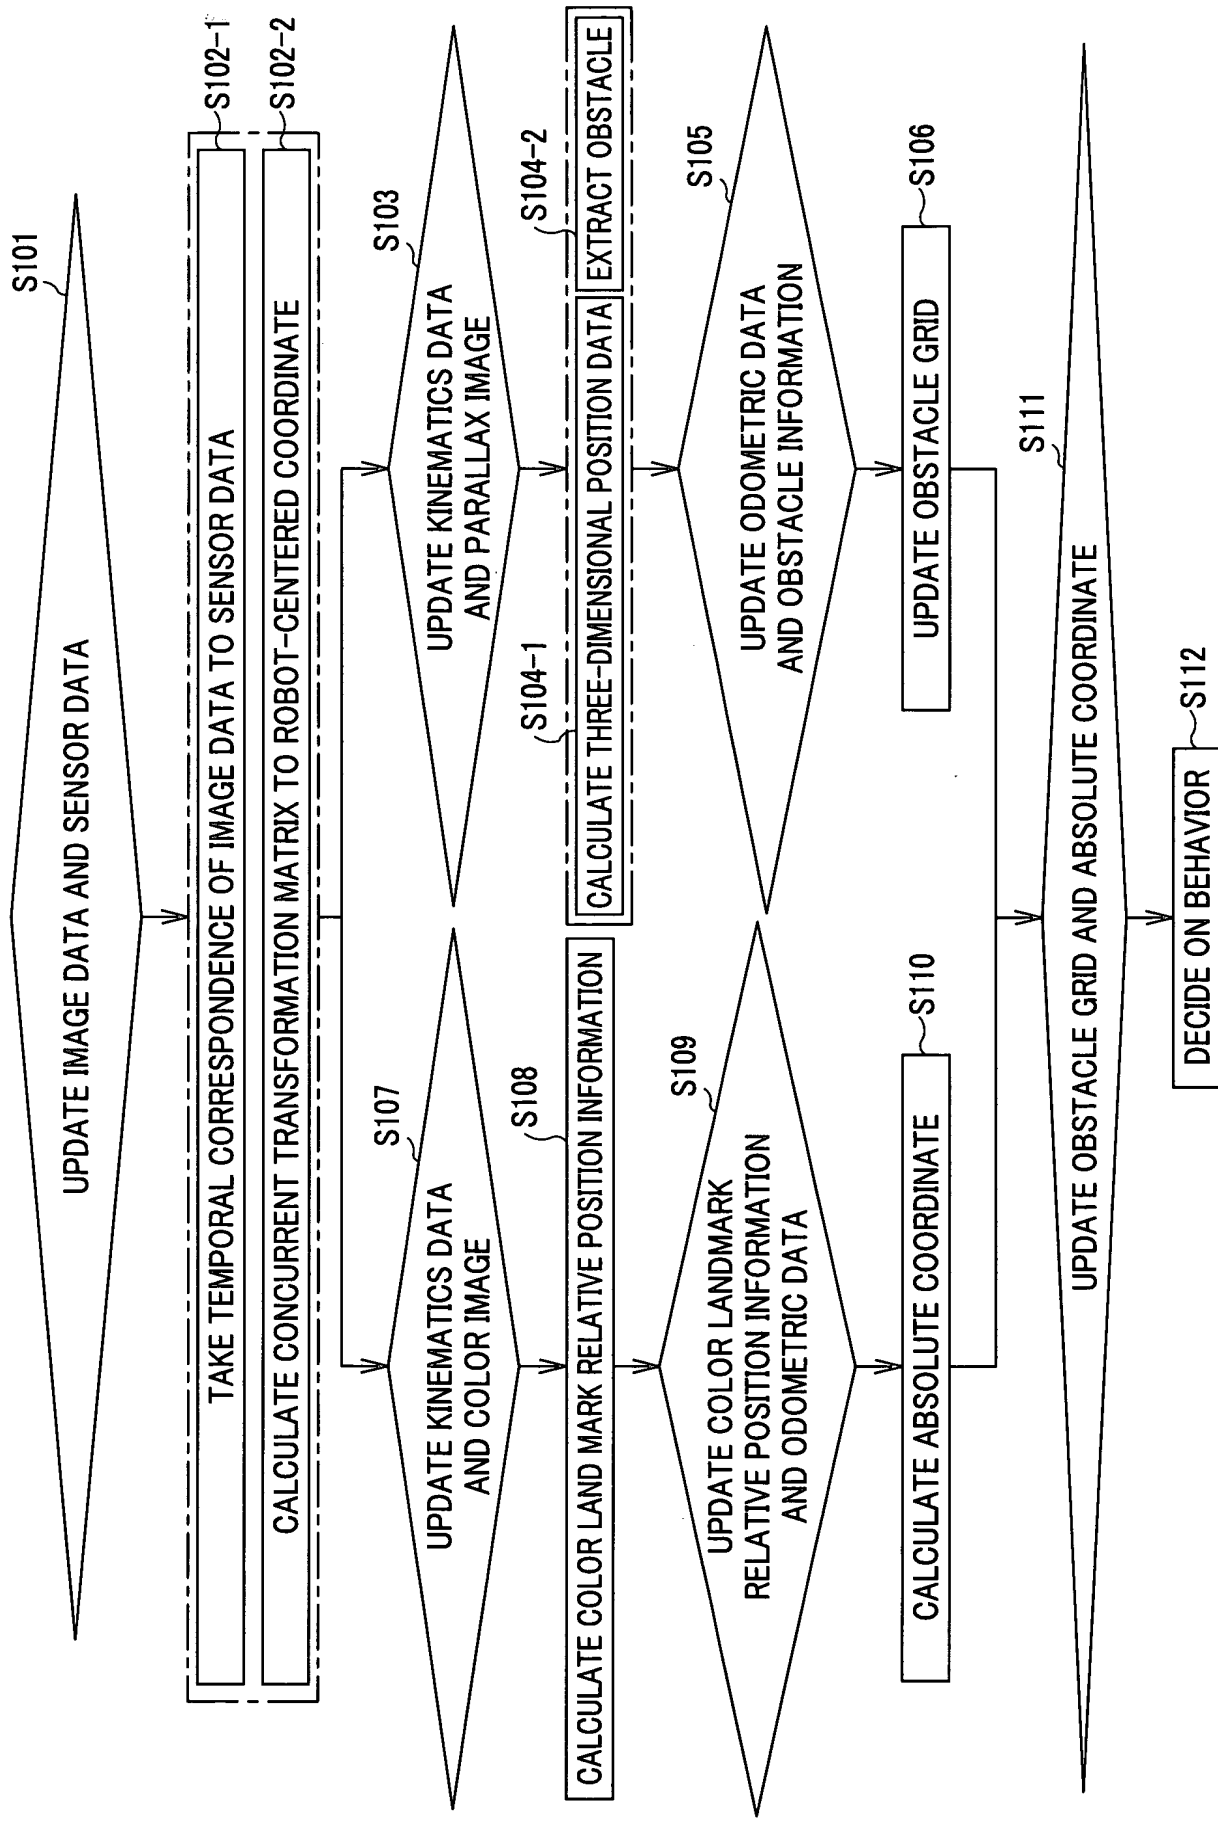 S101
UPDATE IMAGE DATA AND SENSOR DATA
S102-1
TAKE TEMPORAL CORRESPONDENCE OF IMAGE DATA TO SENSOR DATA
S102-2
CALCULATE CONCURRENT TRANSFORMATION MATRIX TO ROBOT-CENTERED COORDINATE
S107
UPDATE KINEMATICS DATA
AND COLOR IMAGE
S103
UPDATE KINEMATICS DATA
AND PARALLAX IMAGE
S108
CALCULATE COLOR LAND MARK RELATIVE POSITION INFORMATION
S104-1
CALCULATE THREE-DIMENSIONAL POSITION DATA
S104-2
EXTRACT OBSTACLE
S109
UPDATE COLOR LANDMARK
RELATIVE POSITION INFORMATION
AND ODOMETRIC DATA
S105
UPDATE ODOMETRIC DATA
AND OBSTACLE INFORMATION
S110
CALCULATE ABSOLUTE COORDINATE
S106
UPDATE OBSTACLE GRID
S111
UPDATE OBSTACLE GRID AND ABSOLUTE COORDINATE
S112
DECIDE ON BEHAVIOR